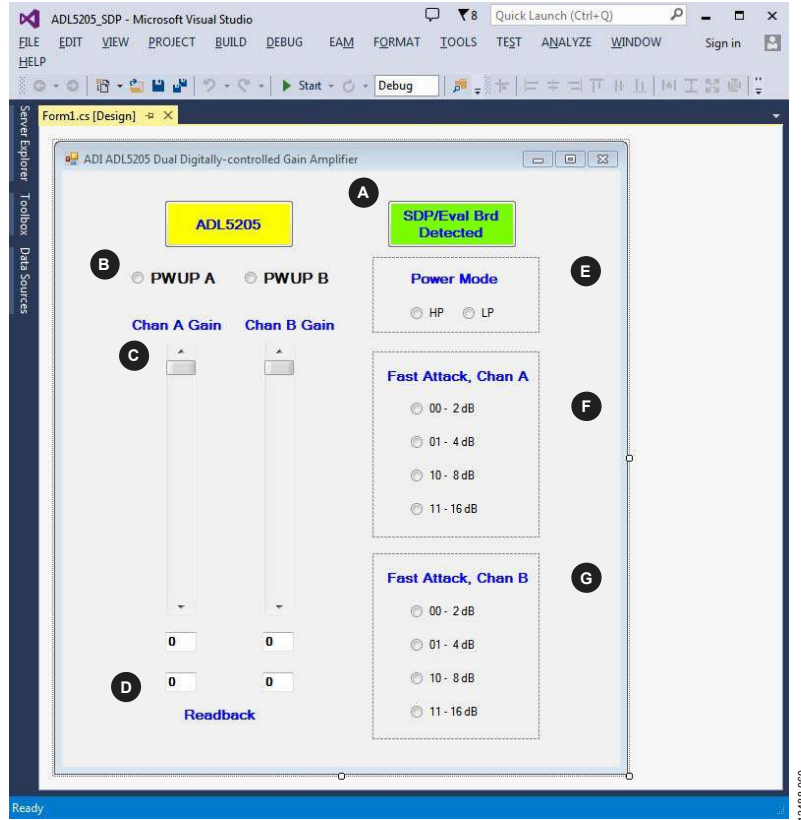 ADL5205_SDP - Microsoft Visual Studio
8
Quick Launch (Ctrl+Q)
FILE EDIT VIEW PROJECT BUILD DEBUG EAM FORMAT TOOLS TEST ANALYZE WINDOW Sign in
HELP
Start Debug
Server Explorer
Toolbox
Data Sources
Form1.cs [Design]
ADI ADL5205 Dual Digitally-controlled Gain Amplifier
A
ADL5205
SDP/Eval Brd
Detected
B
PWUP A PWUP B
Power Mode
E
HP LP
Chan A Gain Chan B Gain
C
Fast Attack, Chan A
00 - 2 dB
F
01 - 4 dB
10 - 8 dB
11 - 16 dB
Fast Attack, Chan B
G
00 - 2 dB
0 0
01 - 4 dB
D
0 0
10 - 8 dB
Readback
11 - 16 dB
Ready